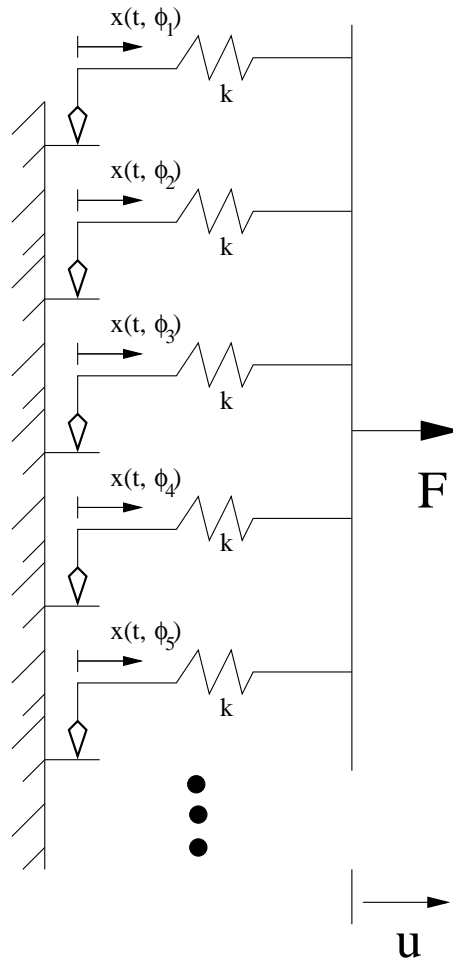 x(t, ϕ₁)
k
x(t, ϕ₂)
k
x(t, ϕ₃)
k
F
x(t, ϕ₄)
k
x(t, ϕ₅)
k
u